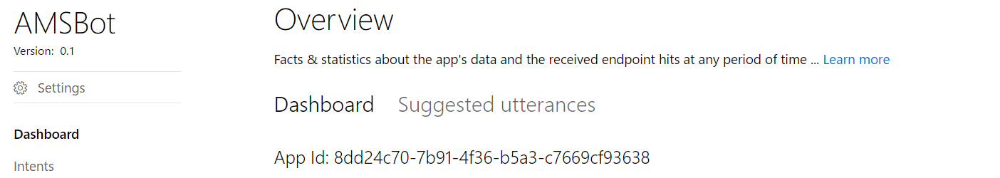 AMSBot
Version: 0.1
Settings
Dashboard
Intents
Overview
Facts & statistics about the app's data and the received endpoint hits at any period of time ... Learn more
Dashboard Suggested utterances
App Id: 8dd24c70-7b91-4f36-b5a3-c7669cf93638